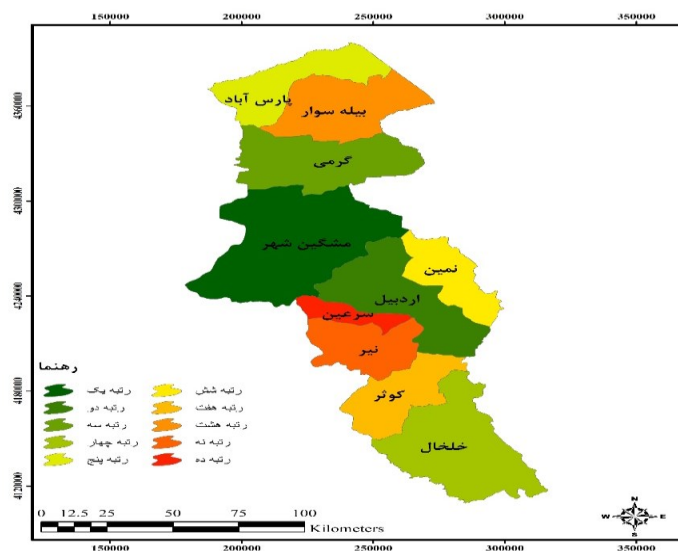 150000 200000 250000 300000 350000
4360000
4300000
4240000
4180000
4120000
پارس آباد
بیله سوار
گرمی
مشگین شهر
نمین
اردبیل
سرعین
نیر
کوثر
خلخال
رهنما
رتبه یک
رتبه شش
رتبه دو
رتبه هفت
رتبه سه
رتبه هشت
رتبه چهار
رتبه نه
رتبه پنج
رتبه ده
0 12.5 25 50 75 100
Kilometers
N
W E
S
150000 200000 250000 300000 350000